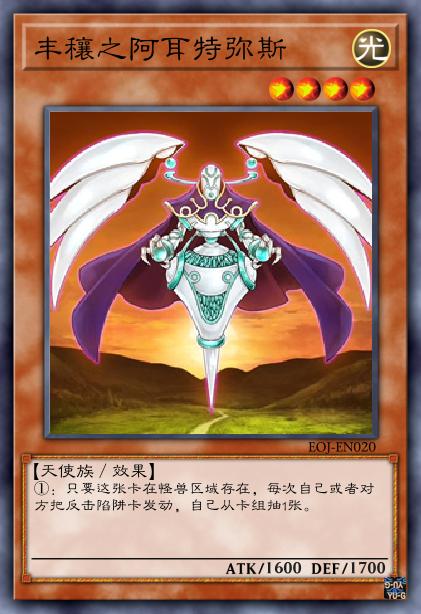 丰穰之阿耳特弥斯
光
EOJ-EN020
【天使族／效果】
①：只要这张卡在怪兽区域存在，每次自己或者对
方把反击陷阱卡发动，自己从卡组抽1张。
ATK/1600 DEF/1700